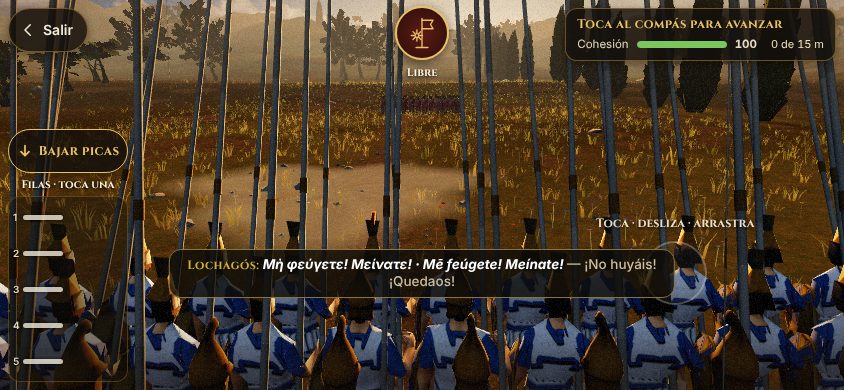 Salir
Libre
Toca al compás para avanzar
Cohesión 100 0 de 15 m
Bajar picas
Filas · toca una
1
2
3
4
5
Toca · desliza · arrastra
Lochagós: Μὴ φεύγετε! Μείνατε! · Mē feúgete! Meínate! — ¡No huyáis!
¡Quedaos!